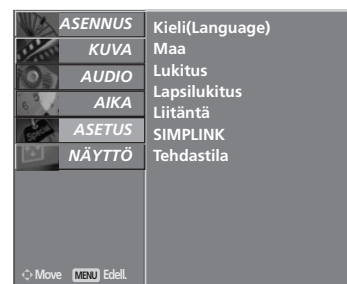 ASENNUS
KUVA
AUDIO
AIKA
ASETUS
NÄYTTÖ
Kieli(Language)
Maa
Lukitus
Lapsilukitus
Liitäntä
SIMPLINK
Tehdastila
Move MENU Edell.